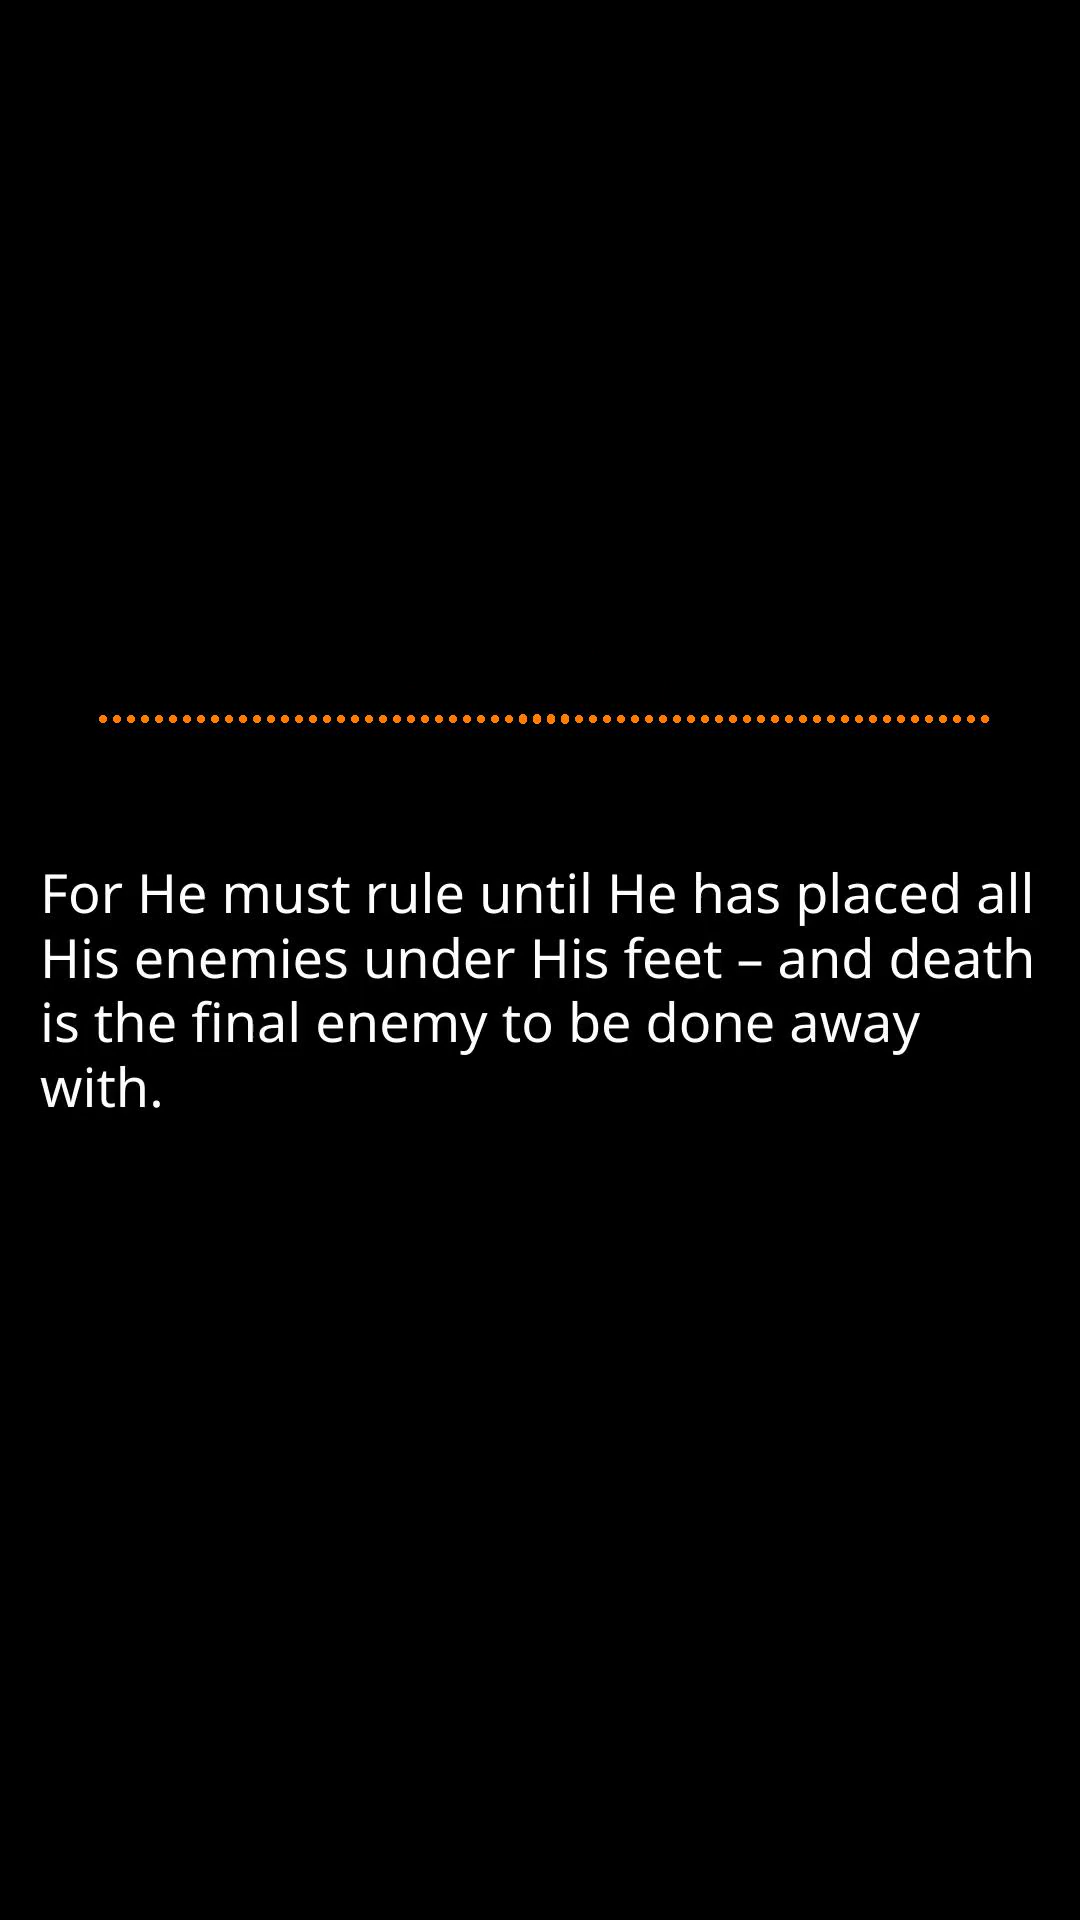 For He must rule until He has placed all
His enemies under His feet – and death
is the final enemy to be done away
with.